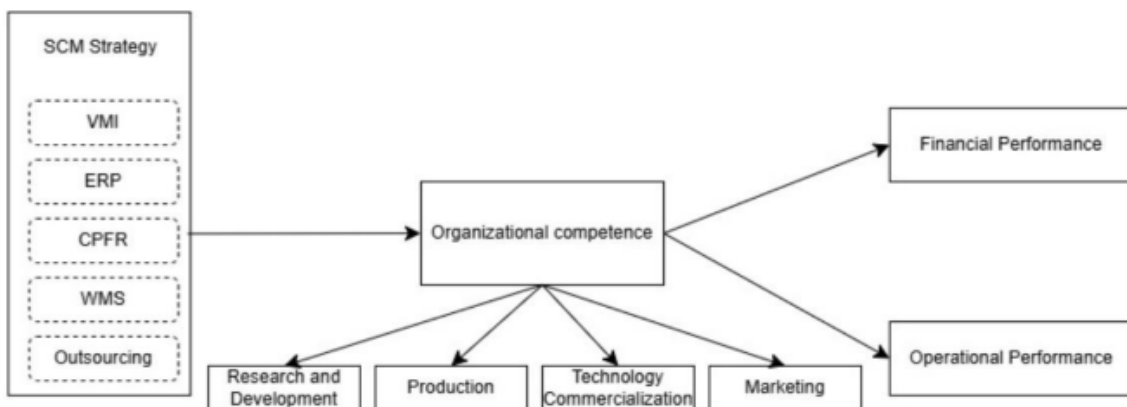 SCM Strategy
VMI
ERP
CPFR
WMS
Outsourcing
Organizational competence
Research and
Development
Production
Technology
Commercialization
Marketing
Financial Performance
Operational Performance